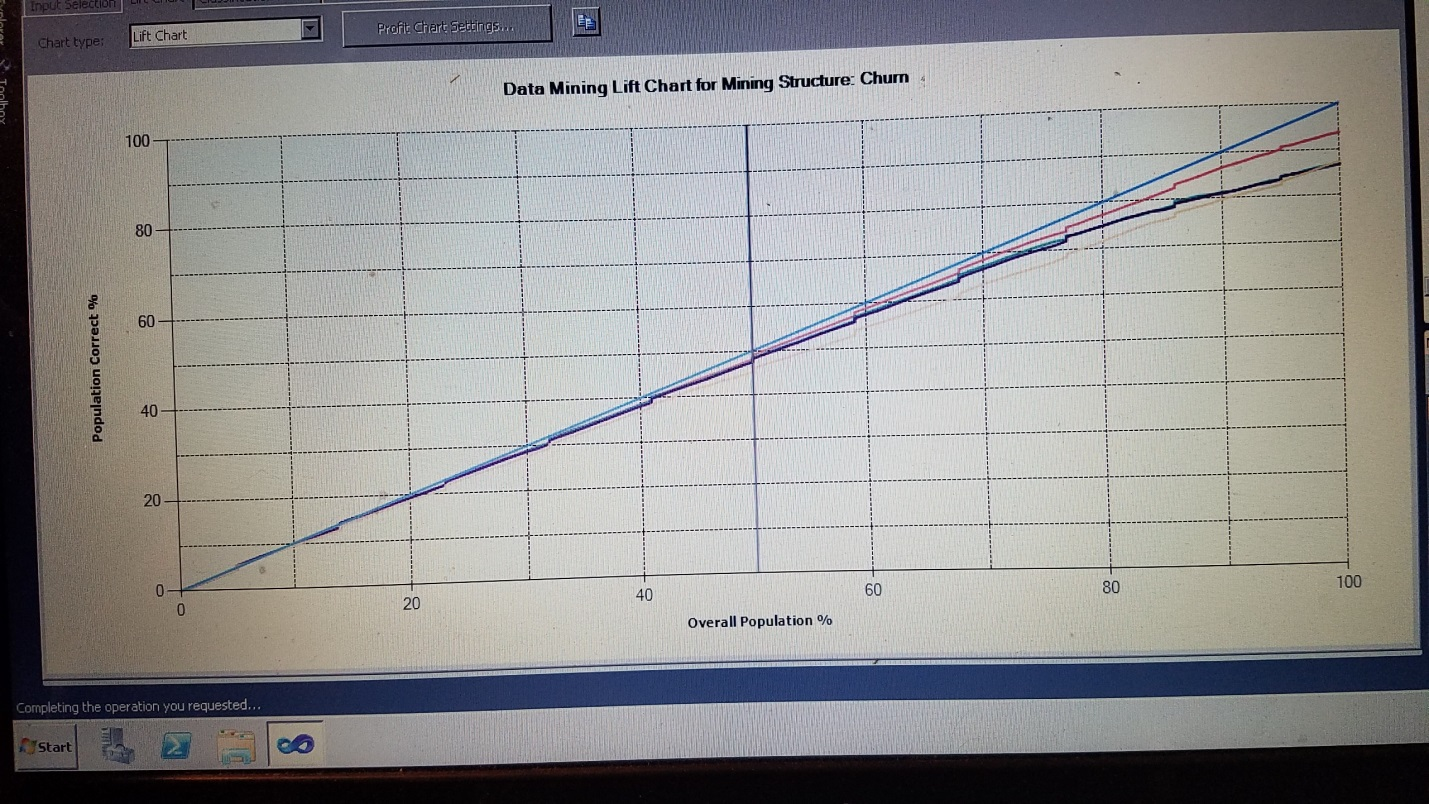 Input Selection
Chart type:
Lift Chart
Profit Chart Settings...
Toolbox
Data Mining Lift Chart for Mining Structure: Churn
100
80
60
40
20
0
Population Correct %
0
20
40
60
80
100
Overall Population %
Completing the operation you requested...
Start